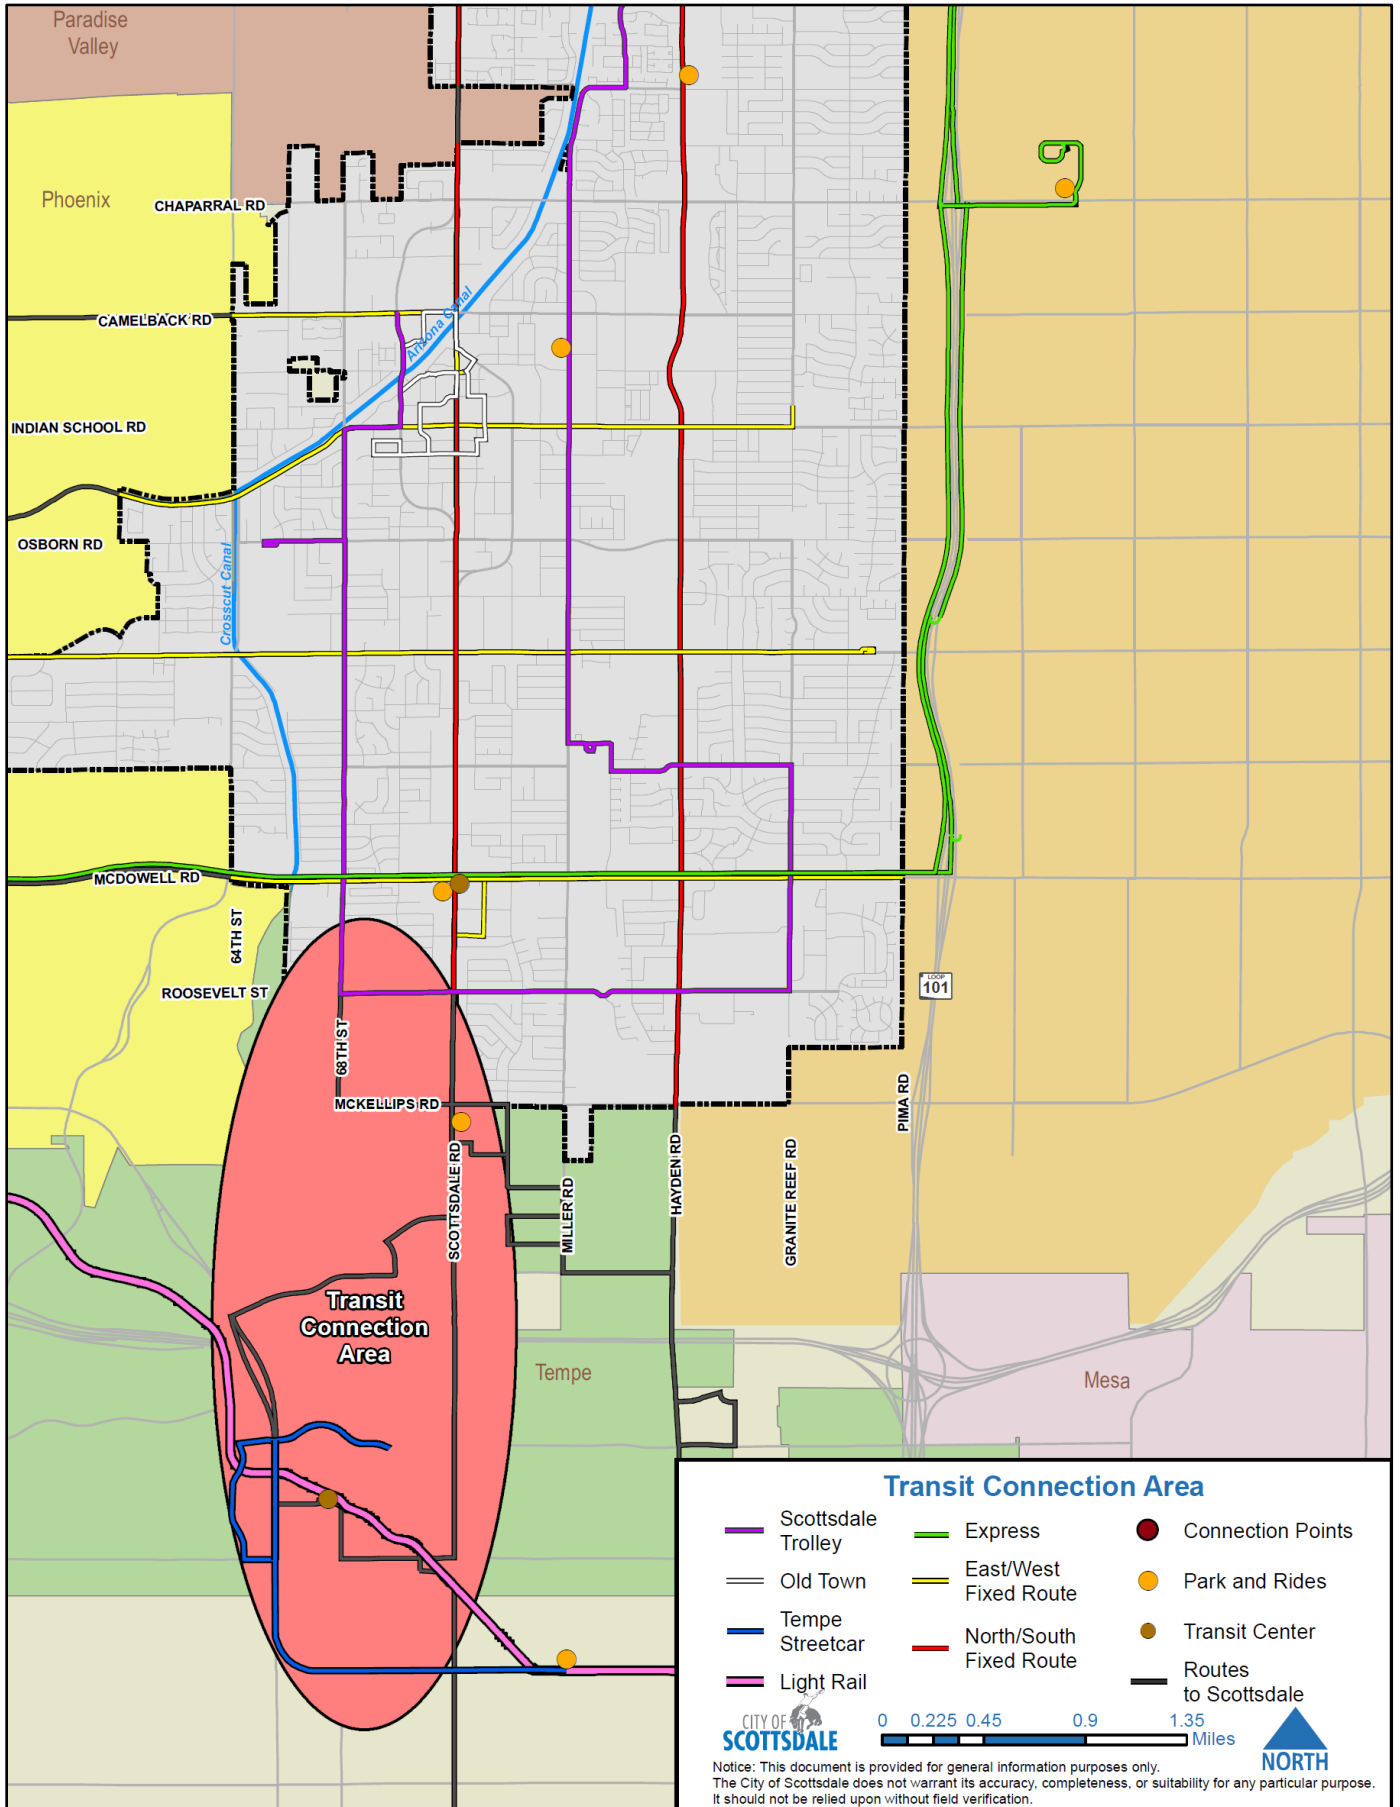 Paradise
Valley
Phoenix
CHAPARRAL RD
CAMELBACK RD
Arizona Canal
INDIAN SCHOOL RD
OSBORN RD
Crosscut Canal
MCDOWELL RD
64TH ST
ROOSEVELT ST
LOOP
101
68TH ST
MCKELLIPS RD
PIMA RD
SCOTTSDALE RD
MILLER RD
HAYDEN RD
GRANITE REEF RD
Transit
Connection
Area
Tempe
Mesa
Transit Connection Area
Scottsdale
Trolley
Old Town
Tempe
Streetcar
Light Rail
Express
East/West
Fixed Route
North/South
Fixed Route
Connection Points
Park and Rides
Transit Center
Routes
to Scottsdale
CITY OF
SCOTTSDALE
0 0.225 0.45 0.9 1.35
Miles
NORTH
Notice: This document is provided for general information purposes only.
The City of Scottsdale does not warrant its accuracy, completeness, or suitability for any particular purpose.
It should not be relied upon without field verification.